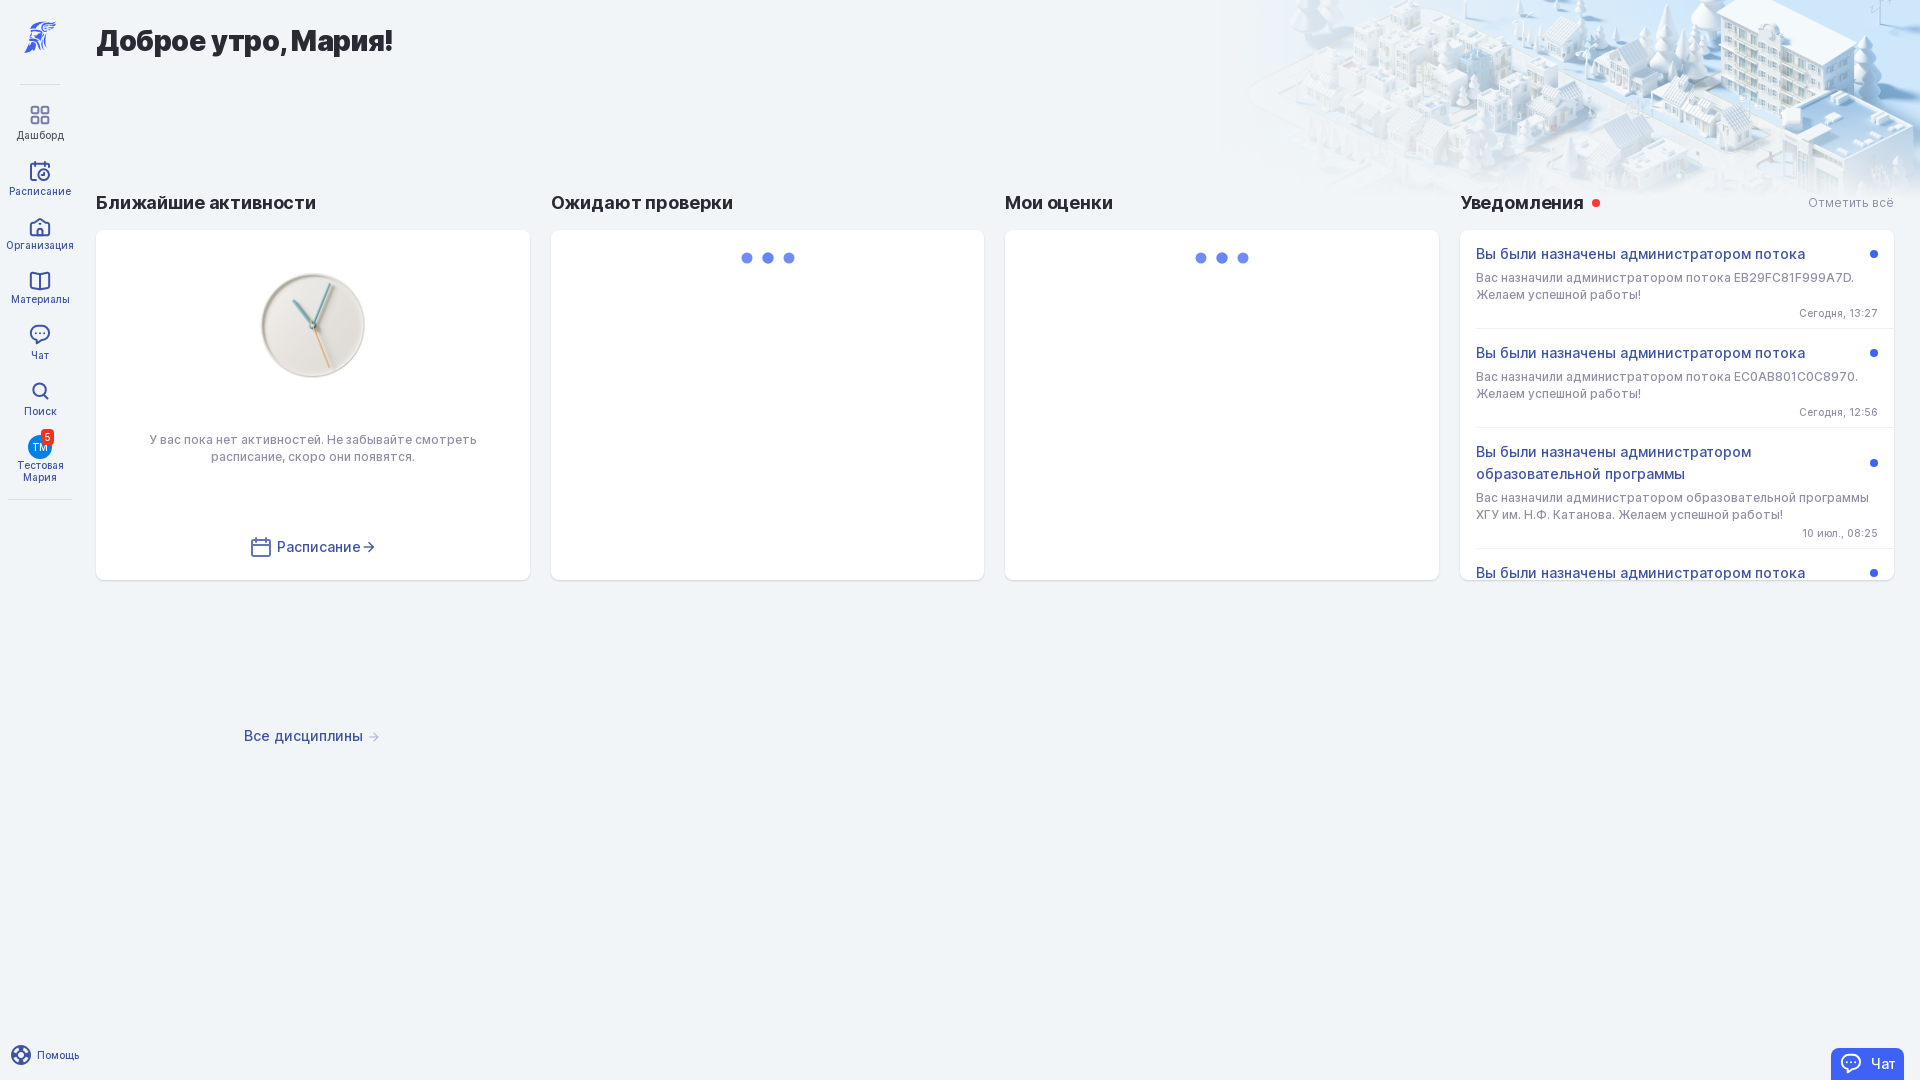 Доброе утро, Мария!
Дашборд
Расписание
Организация
Материалы
Чат
Поиск
ТМ
5
Тестовая
Мария
Помощь
Ближайшие активности
У вас пока нет активностей. Не забывайте смотреть
расписание, скоро они появятся.
Расписание
Все дисциплины
Ожидают проверки
Мои оценки
Уведомления
Отметить всё
Вы были назначены администратором потока
Вас назначили администратором потока EB29FC81F999A7D.
Желаем успешной работы!
Сегодня, 13:27
Вы были назначены администратором потока
Вас назначили администратором потока EC0AB801C0C8970.
Желаем успешной работы!
Сегодня, 12:56
Вы были назначены администратором
образовательной программы
Вас назначили администратором образовательной программы
ХГУ им. Н.Ф. Катанова. Желаем успешной работы!
10 июл., 08:25
Вы были назначены администратором потока
Чат